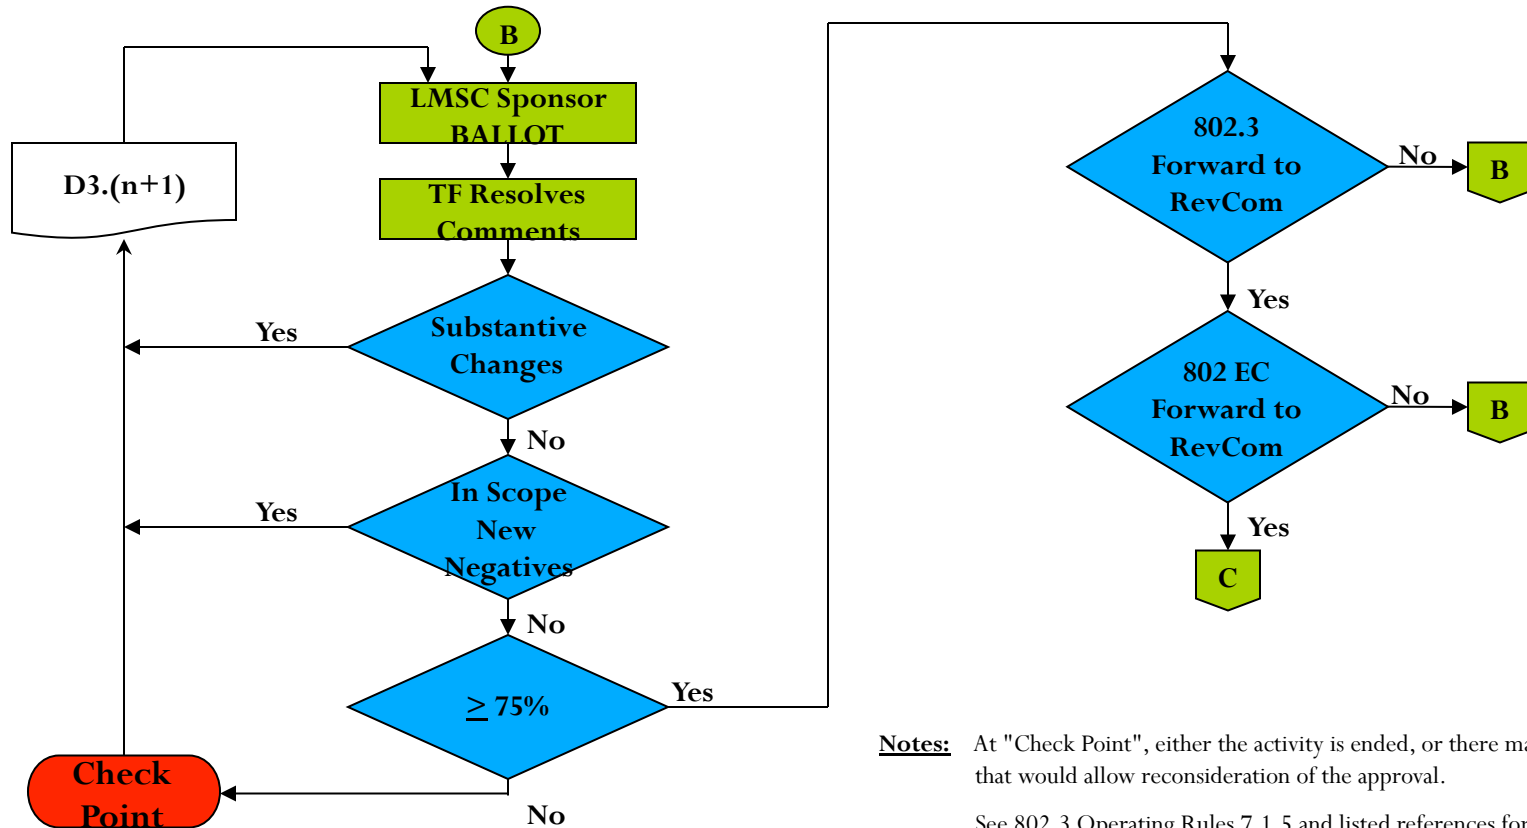 B
LMSC Sponsor
BALLOT
D3.(n+1)
TF Resolves
Comments
Substantive
Changes
Yes
No
In Scope
New
Negatives
Yes
No
≥ 75%
Yes
No
Check
Point
802.3
Forward to
RevCom
No
B
Yes
802 EC
Forward to
RevCom
No
B
Yes
C
Notes: At "Check Point", either the activity is ended, or there
that would allow reconsideration of the approval.
See 802.3 Operating Rules 7.1.5 and listed references for